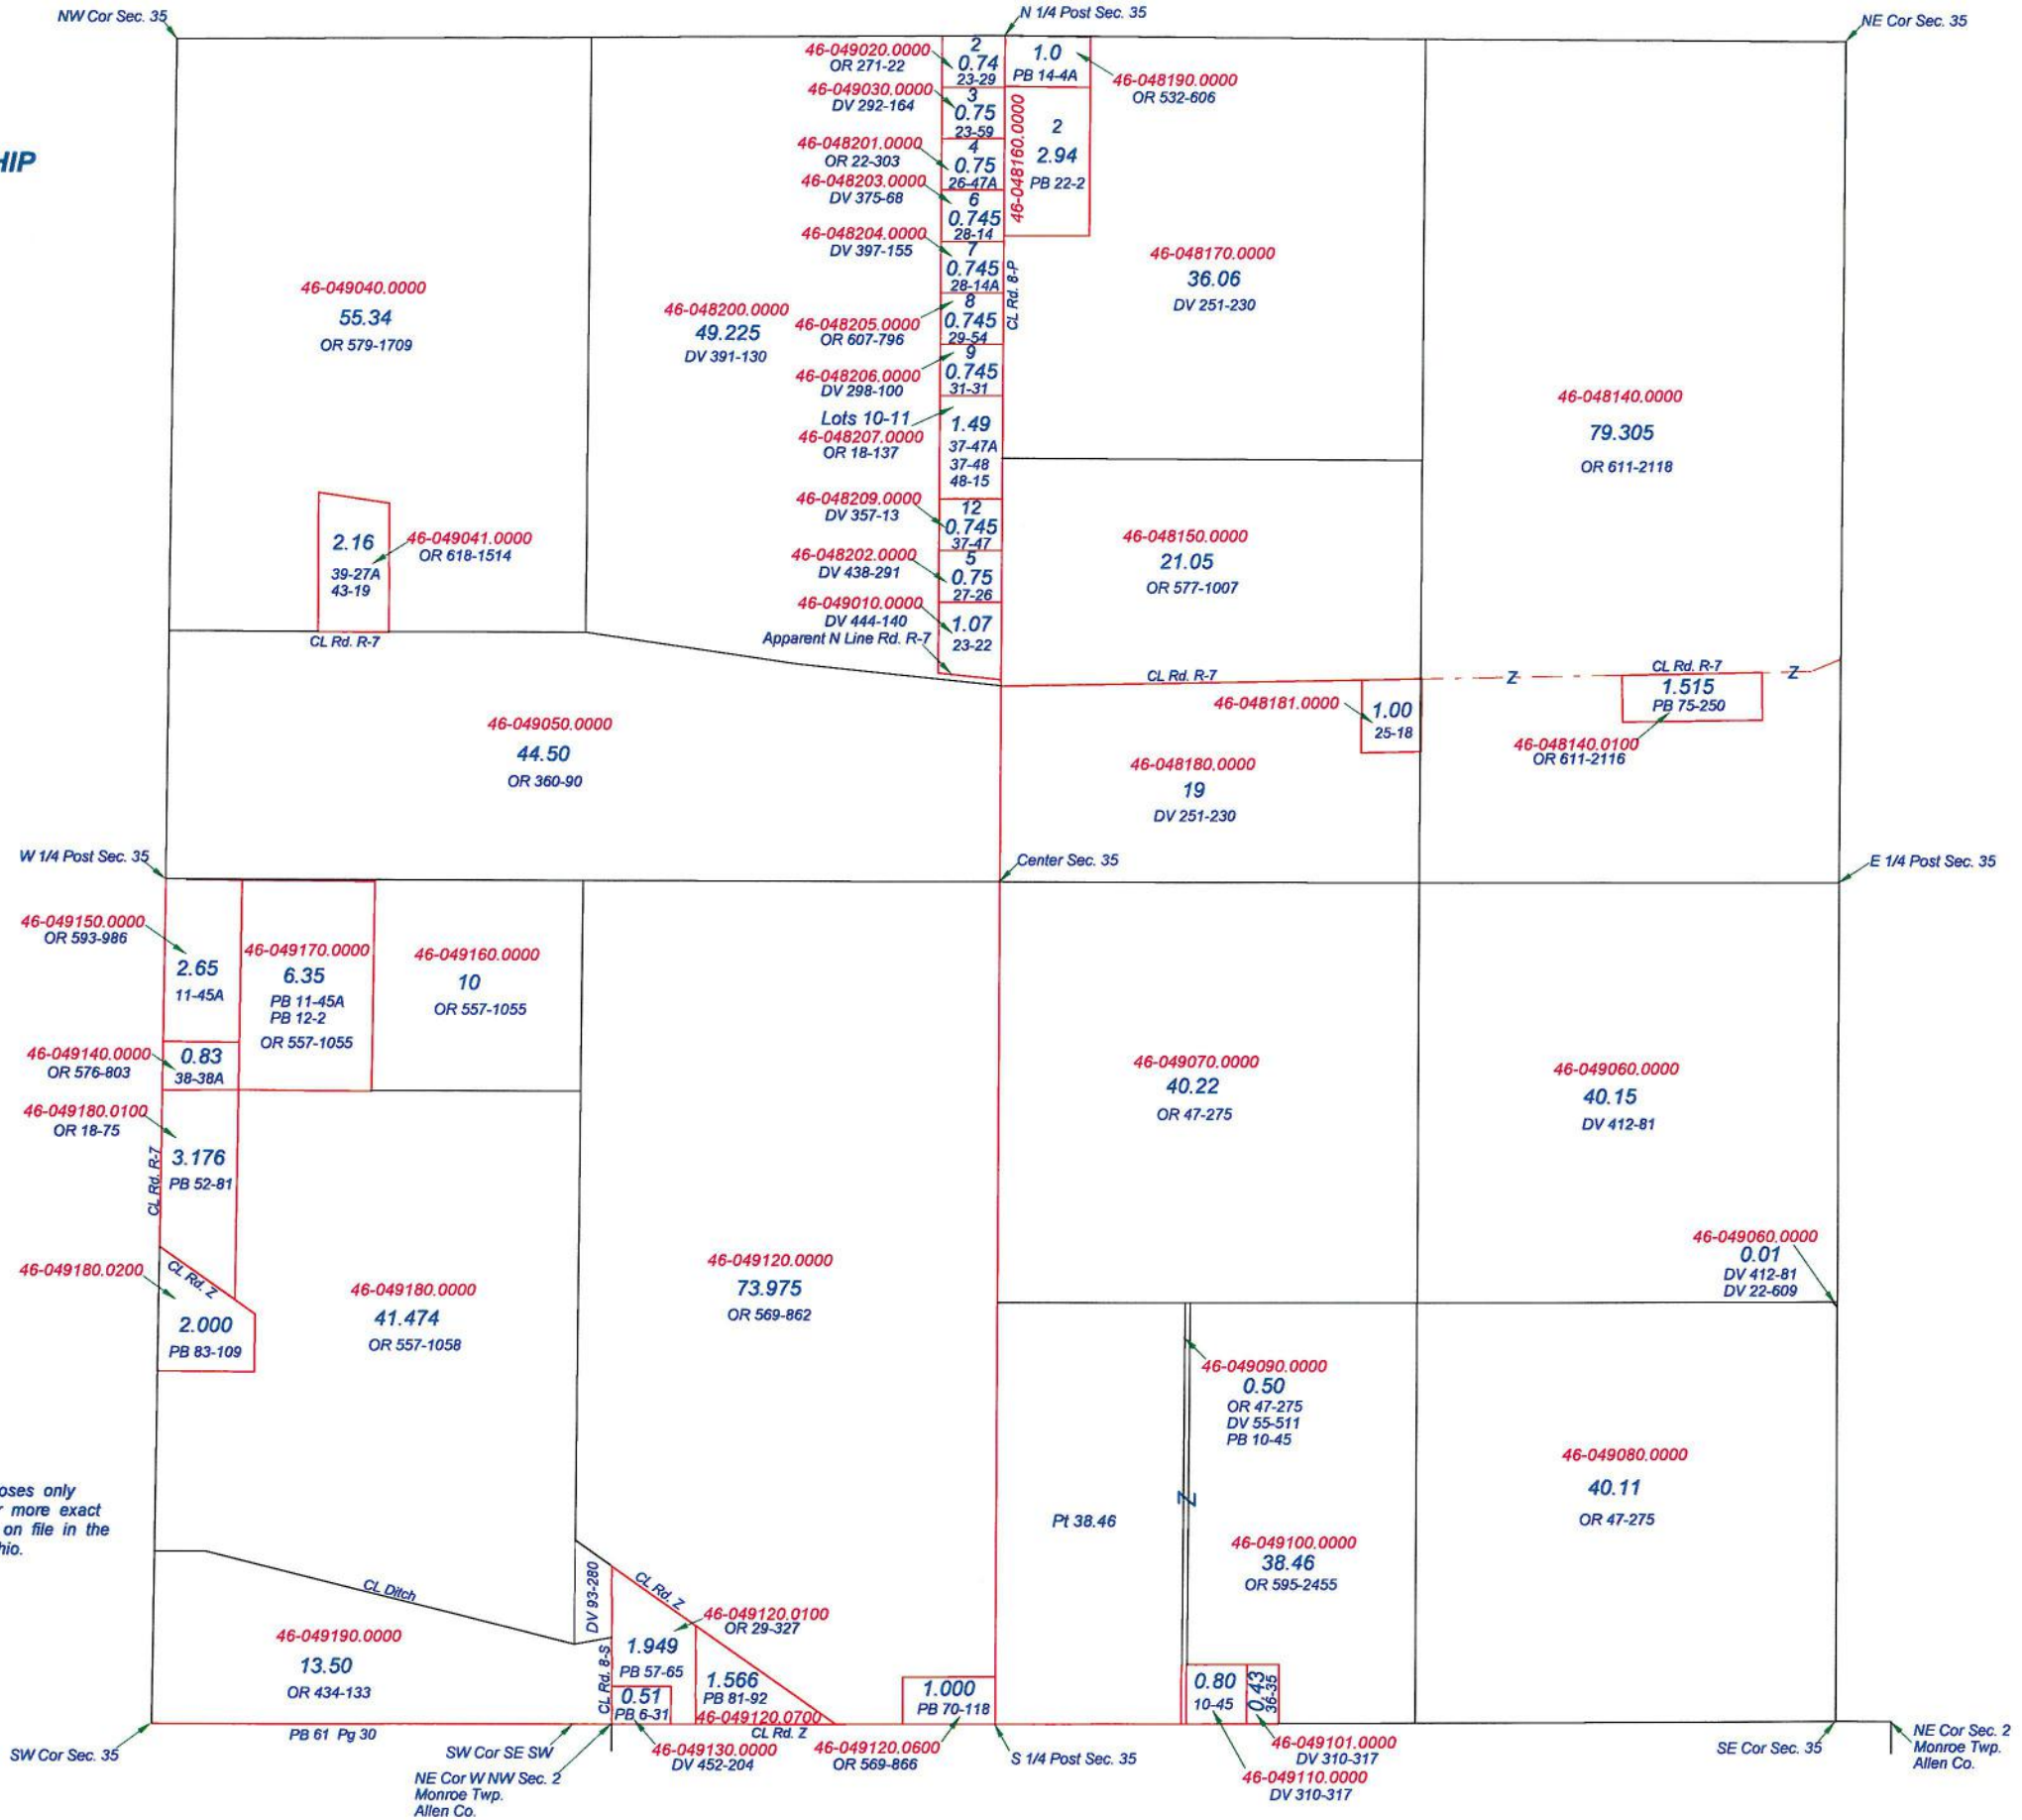 NW Cor Sec. 35
N 1/4 Post Sec. 35
NE Cor Sec. 35
HIP
46-049020.0000
OR 271-22
2
0.74
23-29
1.0
PB 14-4A
46-048190.0000
OR 532-606
46-049030.0000
DV 292-164
3
0.75
23-59
46-048160.0000
2
2.94
PB 22-2
46-048201.0000
OR 22-303
4
0.75
26-47A
46-048203.0000
DV 375-68
6
0.745
28-14
46-048204.0000
DV 397-155
7
0.745
28-14A
CL Rd. 8-P
46-048170.0000
36.06
DV 251-230
46-049040.0000
55.34
OR 579-1709
46-048200.0000
49.225
DV 391-130
46-048205.0000
OR 607-796
8
0.745
29-54
46-048206.0000
DV 298-100
9
0.745
31-31
Lots 10-11
46-048207.0000
OR 18-137
1.49
37-47A
37-48
48-15
46-048140.0000
79.305
OR 611-2118
46-048209.0000
DV 357-13
12
0.745
37-47
2.16
39-27A
43-19
46-049041.0000
OR 618-1514
46-048202.0000
DV 438-291
5
0.75
27-26
46-048150.0000
21.05
OR 577-1007
46-049010.0000
DV 444-140
Apparent N Line Rd. R-7
1.07
23-22
CL Rd. R-7
CL Rd. R-7
Z
CL Rd. R-7
Z
1.515
PB 75-250
46-048140.0100
OR 611-2116
46-048181.0000
1.00
25-18
46-049050.0000
44.50
OR 360-90
46-048180.0000
19
DV 251-230
W 1/4 Post Sec. 35
Center Sec. 35
E 1/4 Post Sec. 35
46-049150.0000
OR 593-986
2.65
11-45A
46-049170.0000
6.35
PB 11-45A
PB 12-2
OR 557-1055
46-049160.0000
10
OR 557-1055
46-049140.0000
OR 576-803
0.83
38-38A
46-049070.0000
40.22
OR 47-275
46-049060.0000
40.15
DV 412-81
46-049180.0100
OR 18-75
CL Rd. R-7
3.176
PB 52-81
46-049060.0000
0.01
DV 412-81
DV 22-609
46-049180.0200
CL Rd. Z
2.000
PB 83-109
46-049180.0000
41.474
OR 557-1058
46-049120.0000
73.975
OR 569-862
46-049090.0000
0.50
OR 47-275
DV 55-511
PB 10-45
46-049080.0000
40.11
OR 47-275
oses only
r more exact
on file in the
hio.
Pt 38.46
Z
46-049100.0000
38.46
OR 595-2455
CL Ditch
DV 93-280
CL Rd. Z
46-049120.0100
OR 29-327
46-049190.0000
13.50
OR 434-133
CL Rd. 8-S
1.949
PB 57-65
1.566
PB 81-92
46-049120.0700
0.51
PB 6-31
1.000
PB 70-118
0.80
10-45
0.43
36-35
CL Rd. Z
PB 61 Pg 30
SW Cor Sec. 35
SW Cor SE SW
NE Cor W NW Sec. 2
Monroe Twp.
Allen Co.
46-049130.0000
DV 452-204
46-049120.0600
OR 569-866
S 1/4 Post Sec. 35
46-049101.0000
DV 310-317
46-049110.0000
DV 310-317
SE Cor Sec. 35
NE Cor Sec. 2
Monroe Twp.
Allen Co.